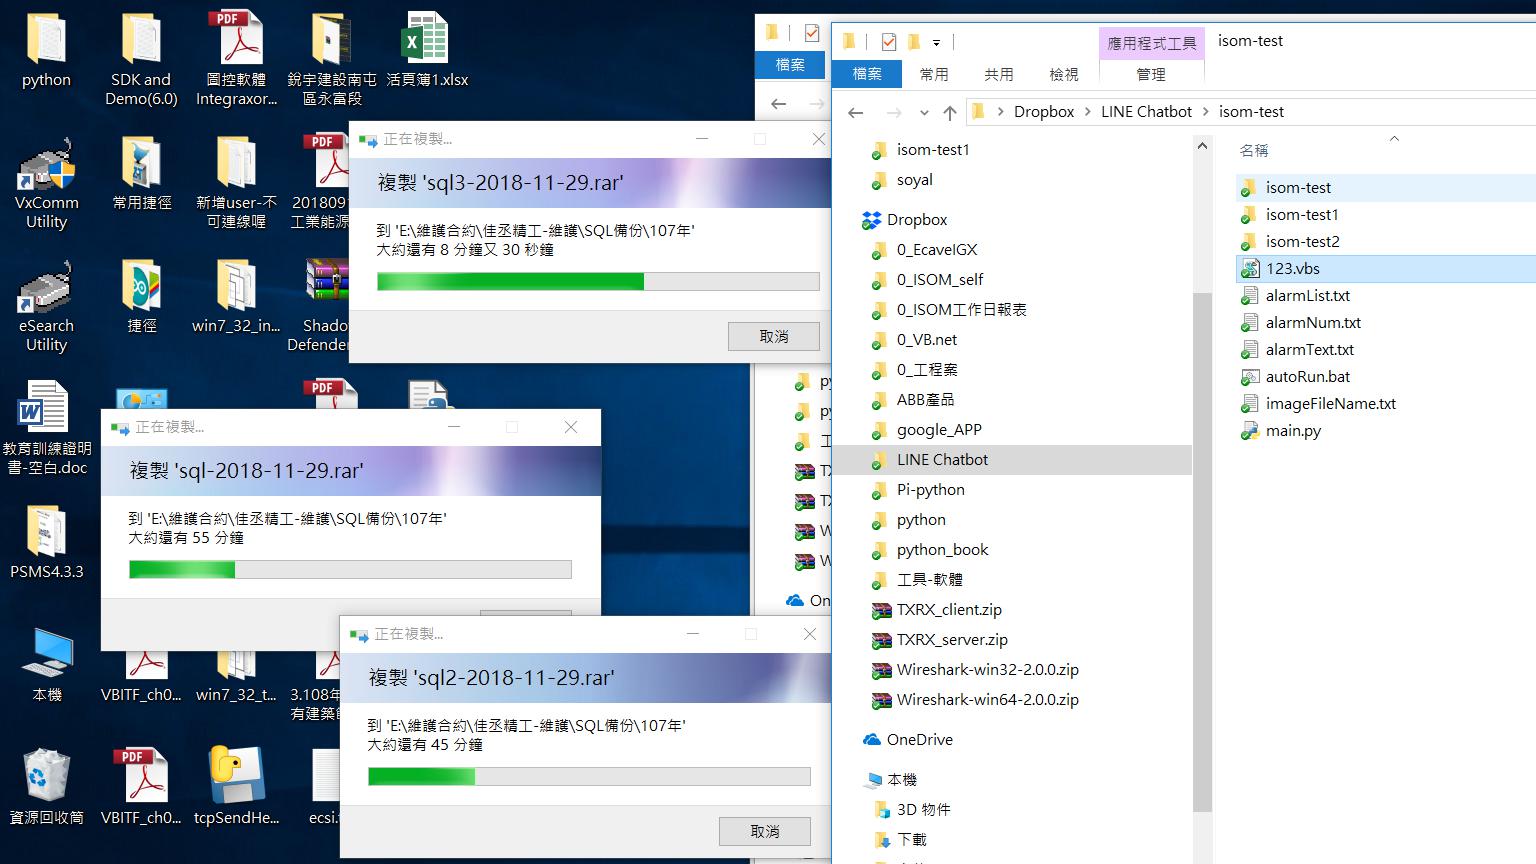 python
SDK and
Demo(6.0)
圖控軟體
Integraxor...
銳宇建設南屯
區永富段
活頁簿1.xlsx
VxComm
Utility
常用捷徑
新增user-不
可連線喔
工業能源
eSearch
Utility
捷徑
win7_32_in...
Shado
Defender
教育訓練證明
書-空白.doc
PSMS4.3.3
本機
VBITF_ch0...
win7_32_t...
3.108年
資源回收筒
VBITF_ch0...
tcpSendHe...
ecsi.
正在複製...
複製 'sql3-2018-11-29.rar'
到 'E:\維護合約\佳丞精工-維護\SQL備份\107年'
大約還有 8 分鐘又 30 秒鐘
取消
正在複製...
複製 'sql-2018-11-29.rar'
到 'E:\維護合約\佳丞精工-維護\SQL備份\107年'
大約還有 55 分鐘
正在複製...
複製 'sql2-2018-11-29.rar'
到 'E:\維護合約\佳丞精工-維護\SQL備份\107年'
大約還有 45 分鐘
取消
檔案
應用程式工具
isom-test
檔案
常用
共用
檢視
管理
Dropbox
LINE Chatbot
isom-test
isom-test1
soyal
Dropbox
0_EcavelGX
0_ISOM_self
0_ISOM工作日報表
0_VB.net
0_工程案
ABB產品
google_APP
LINE Chatbot
Pi-python
python
python_book
工具-軟體
TXRX_client.zip
TXRX_server.zip
Wireshark-win32-2.0.0.zip
Wireshark-win64-2.0.0.zip
OneDrive
本機
3D 物件
下載
名稱
isom-test
isom-test1
isom-test2
123.vbs
alarmList.txt
alarmNum.txt
alarmText.txt
autoRun.bat
imageFileName.txt
main.py